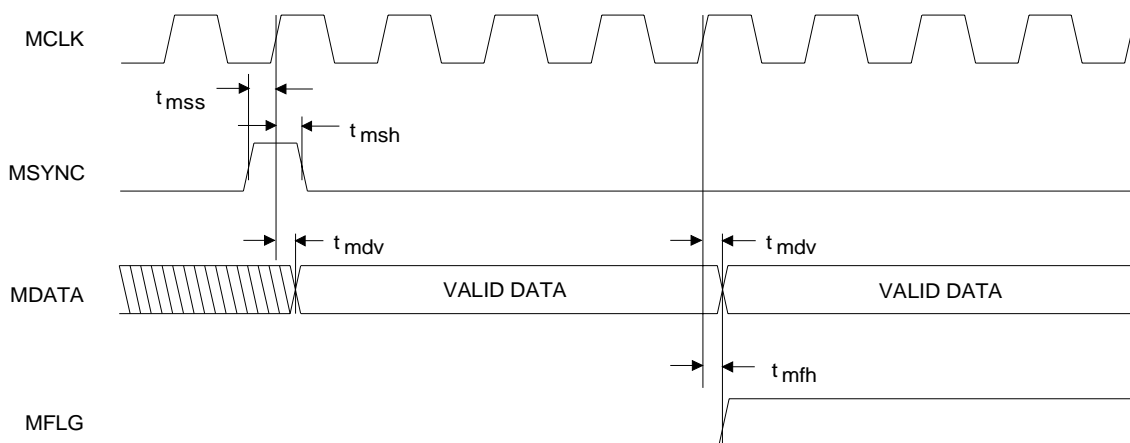 MCLK
t mss
t msh
MSYNC
t mdv
t mdv
MDATA
VALID DATA
VALID DATA
t mfh
MFLG